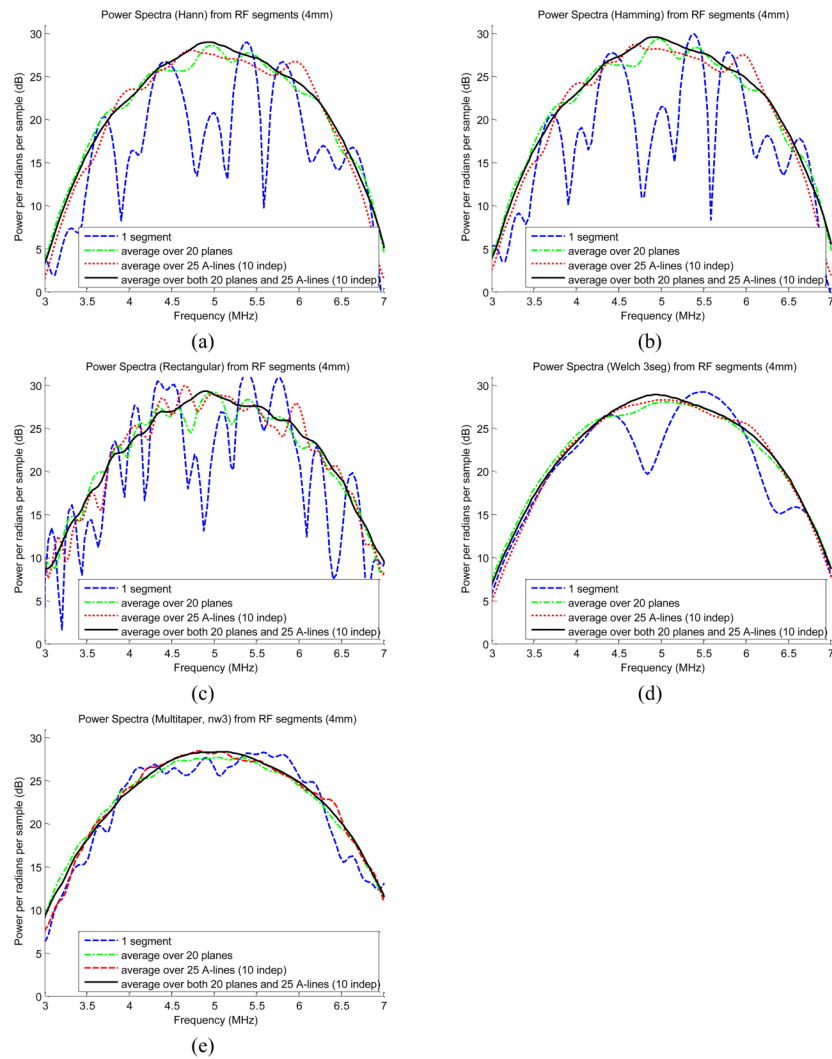 Power Spectra (Hann) from RF segments (4mm)
Power per radians per sample (dB)
30
25
20
15
10
5
0
1 segment
average over 20 planes
average over 25 A-lines (10 indep)
average over both 20 planes and 25 A-lines (10 indep)
3 3.5 4 4.5 5 5.5 6 6.5 7
Frequency (MHz)
(a)
Power Spectra (Hamming) from RF segments (4mm)
Power per radians per sample (dB)
30
25
20
15
10
5
0
1 segment
average over 20 planes
average over 25 A-lines (10 indep)
average over both 20 planes and 25 A-lines (10 indep)
3 3.5 4 4.5 5 5.5 6 6.5 7
Frequency (MHz)
(b)
Power Spectra (Rectangular) from RF segments (4mm)
Power per radians per sample (dB)
30
25
20
15
10
5
0
1 segment
average over 20 planes
average over 25 A-lines (10 indep)
average over both 20 planes and 25 A-lines (10 indep)
3 3.5 4 4.5 5 5.5 6 6.5 7
Frequency (MHz)
(c)
Power Spectra (Welch 3seg) from RF segments (4mm)
Power per radians per sample (dB)
30
25
20
15
10
5
0
1 segment
average over 20 planes
average over 25 A-lines (10 indep)
average over both 20 planes and 25 A-lines (10 indep)
3 3.5 4 4.5 5 5.5 6 6.5 7
Frequency (MHz)
(d)
Power Spectra (Multitaper, nw3) from RF segments (4mm)
Power per radians per sample (dB)
30
25
20
15
10
5
0
1 segment
average over 20 planes
average over 25 A-lines (10 indep)
average over both 20 planes and 25 A-lines (10 indep)
3 3.5 4 4.5 5 5.5 6 6.5 7
Frequency (MHz)
(e)